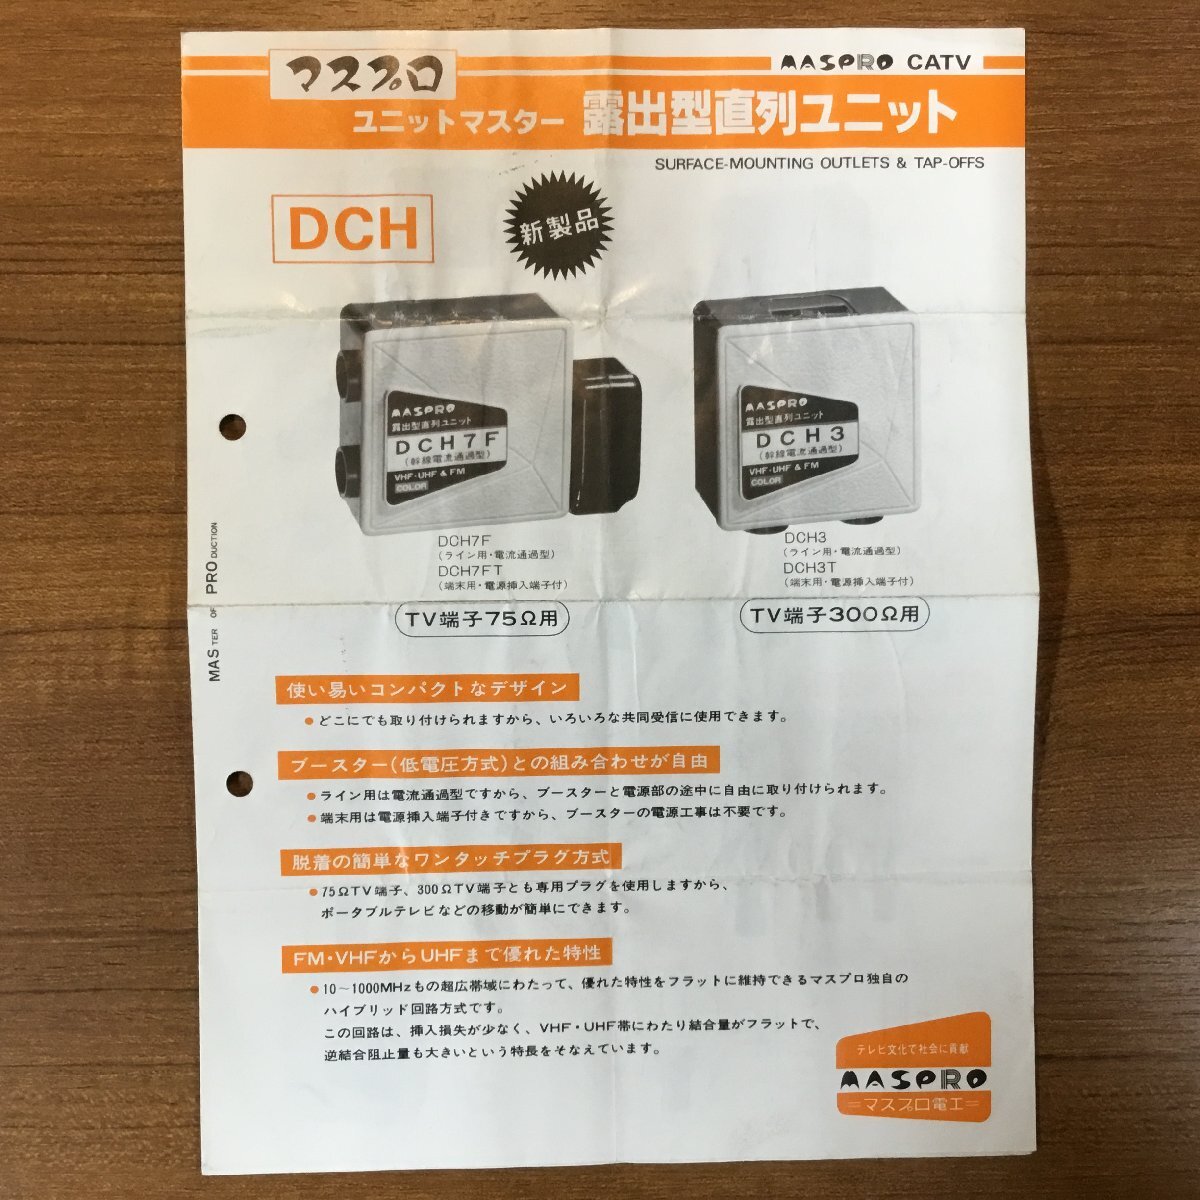 マスプロ
MASPRO CATV
ユニットマスター 露出型直列ユニット
SURFACE-MOUNTING OUTLETS & TAP-OFFS
DCH
新製品
MASPRO
露出型直列ユニット
DCH7F
(幹線電流通過型)
VHF・UHF & FM
COLOR
MASPRO
露出型直列ユニット
DCH3
(幹線電流通過型)
VHF・UHF & FM
COLOR
DCH7F
(ライン用・電流通過型)
DCH7FT
(端末用・電源挿入端子付)
TV端子75Ω用
DCH3
(ライン用・電流通過型)
DCH3T
(端末用・電源挿入端子付)
TV端子300Ω用
MASTER OF PRODUCTION
使い易いコンパクトなデザイン
●どこにでも取り付けられますから、いろいろな共同受信に使用できます。
ブースター(低電圧方式)との組み合わせが自由
●ライン用は電流通過型ですから、ブースターと電源部の途中に自由に取り付けられます。
●端末用は電源挿入端子付きですから、ブースターの電源工事は不要です。
脱着の簡単なワンタッチプラグ方式
●75ΩTV端子、300ΩTV端子とも専用プラグを使用しますから、
ポータブルテレビなどの移動が簡単にできます。
FM・VHFからUHFまで優れた特性
●10〜1000MHzもの超広帯域にわたって、優れた特性をフラットに維持できるマスプロ独自の
ハイブリッド回路方式です。
この回路は、挿入損失が少なく、VHF・UHF帯にわたり結合量がフラットで、
逆結合阻止量も大きいという特長をそなえています。
テレビ文化で社会に貢献
MASPRO
=マスプロ電工=